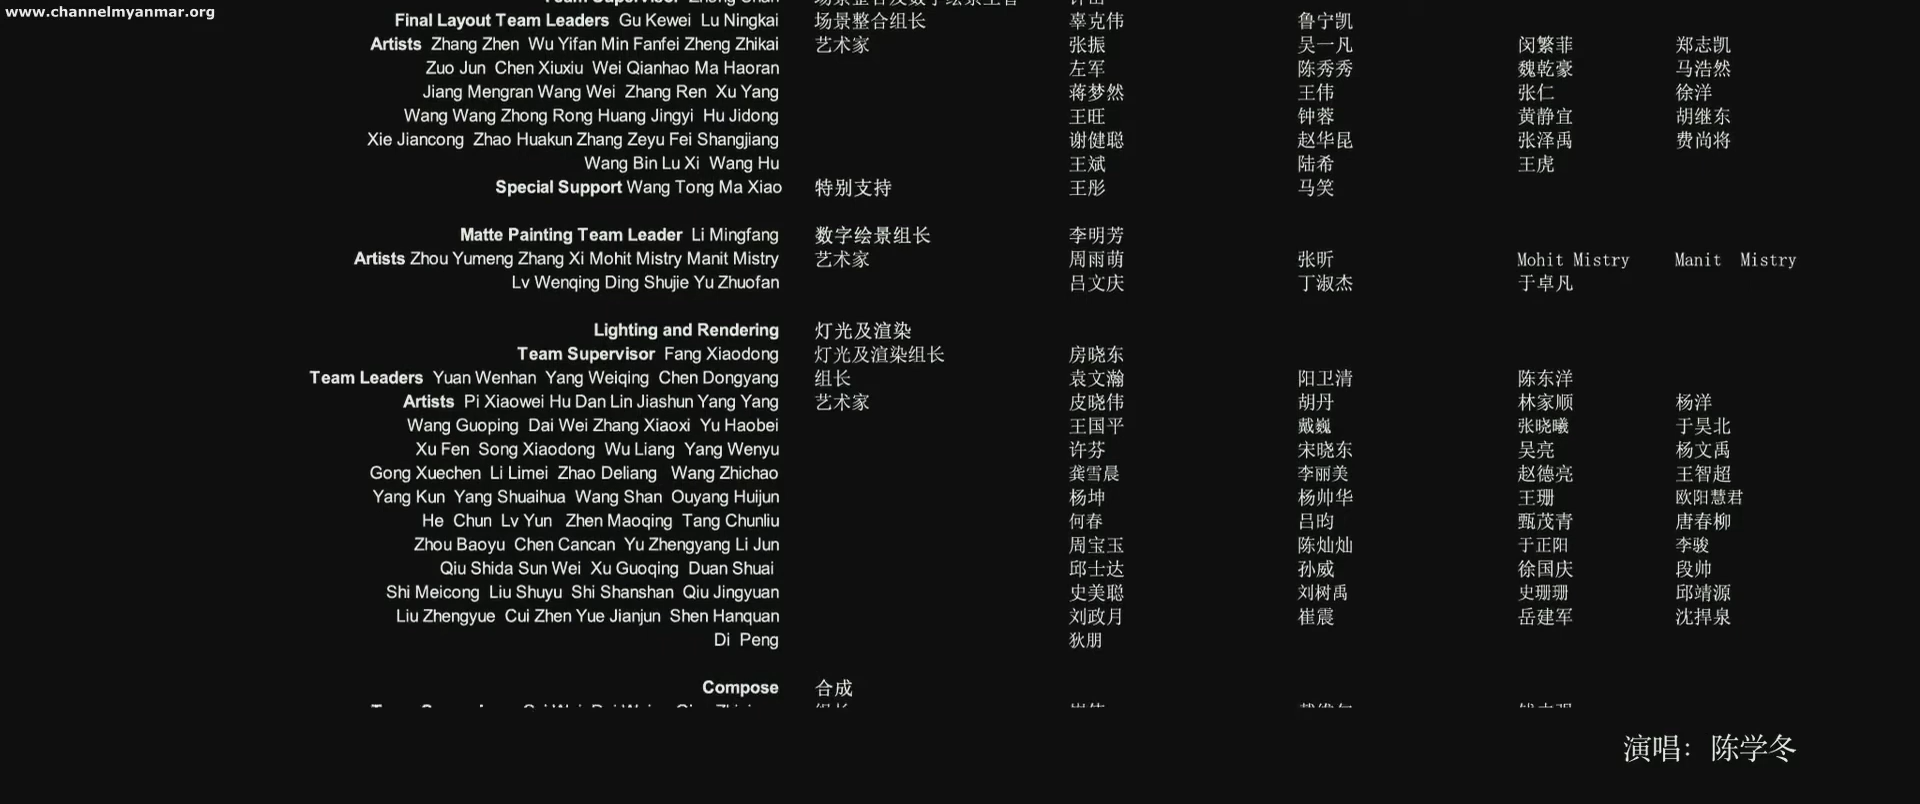 www.channelmyanmar.org
Final Layout Team Leaders Gu Kewei Lu Ningkai 场景整合组长 辜克伟 鲁宁凯
Artists Zhang Zhen Wu Yifan Min Fanfei Zheng Zhikai 艺术家 张振 吴一凡 闵繁菲 郑志凯
Zuo Jun Chen Xiuxiu Wei Qianhao Ma Haoran 左军 陈秀秀 魏乾豪 马浩然
Jiang Mengran Wang Wei Zhang Ren Xu Yang 蒋梦然 王伟 张仁 徐洋
Wang Wang Zhong Rong Huang Jingyi Hu Jidong 王旺 钟蓉 黄静宜 胡继东
Xie Jiancong Zhao Huakun Zhang Zeyu Fei Shangjiang 谢健聪 赵华昆 张泽禹 费尚将
Wang Bin Lu Xi Wang Hu 王斌 陆希 王虎
Special Support Wang Tong Ma Xiao 特别支持 王彤 马笑
Matte Painting Team Leader Li Mingfang 数字绘景组长 李明芳
Artists Zhou Yumeng Zhang Xi Mohit Mistry Manit Mistry 艺术家 周雨萌 张昕 Mohit Mistry Manit Mistry
Lv Wenqing Ding Shujie Yu Zhuofan 吕文庆 丁淑杰 于卓凡
Lighting and Rendering 灯光及渲染
Team Supervisor Fang Xiaodong 灯光及渲染组长 房晓东
Team Leaders Yuan Wenhan Yang Weiqing Chen Dongyang 组长 袁文瀚 阳卫清 陈东洋
Artists Pi Xiaowei Hu Dan Lin Jiashun Yang Yang 艺术家 皮晓伟 胡丹 林家顺 杨洋
Wang Guoping Dai Wei Zhang Xiaoxi Yu Haobei 王国平 戴巍 张晓曦 于昊北
Xu Fen Song Xiaodong Wu Liang Yang Wenyu 许芬 宋晓东 吴亮 杨文禹
Gong Xuechen Li Limei Zhao Deliang Wang Zhichao 龚雪晨 李丽美 赵德亮 王智超
Yang Kun Yang Shuaihua Wang Shan Ouyang Huijun 杨坤 杨帅华 王珊 欧阳慧君
He Chun Lv Yun Zhen Maoqing Tang Chunliu 何春 吕昀 甄茂青 唐春柳
Zhou Baoyu Chen Cancan Yu Zhengyang Li Jun 周宝玉 陈灿灿 于正阳 李骏
Qiu Shida Sun Wei Xu Guoqing Duan Shuai 邱士达 孙威 徐国庆 段帅
Shi Meicong Liu Shuyu Shi Shanshan Qiu Jingyuan 史美聪 刘树禹 史珊珊 邱靖源
Liu Zhengyue Cui Zhen Yue Jianjun Shen Hanquan 刘政月 崔震 岳建军 沈捍泉
Di Peng 狄朋
Compose 合成
演唱：陈学冬